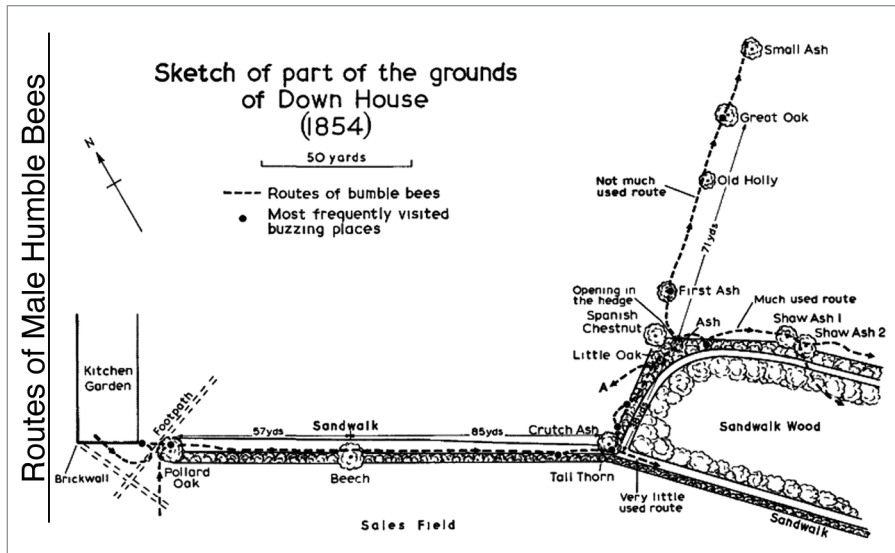 Routes of Male Humble Bees
Sketch of part of the grounds
of Down House
(1854)
50 yards
N
Routes of bumble bees
Most frequently visited
buzzing places
Small Ash
Great Oak
Old Holly
Not much
used route
71 yds
First Ash
Opening in
the hedge
Much used route
Ash
Shaw Ash 1
Shaw Ash 2
Spanish
Chestnut
Little Oak
A
Kitchen
Garden
Footpath
57yds
Sandwalk
85yds
Crutch Ash
yds
Sandwalk Wood
Brickwall
Pollard
Oak
Beech
Tall Thorn
Very little
used route
Sandwalk
Sales Field